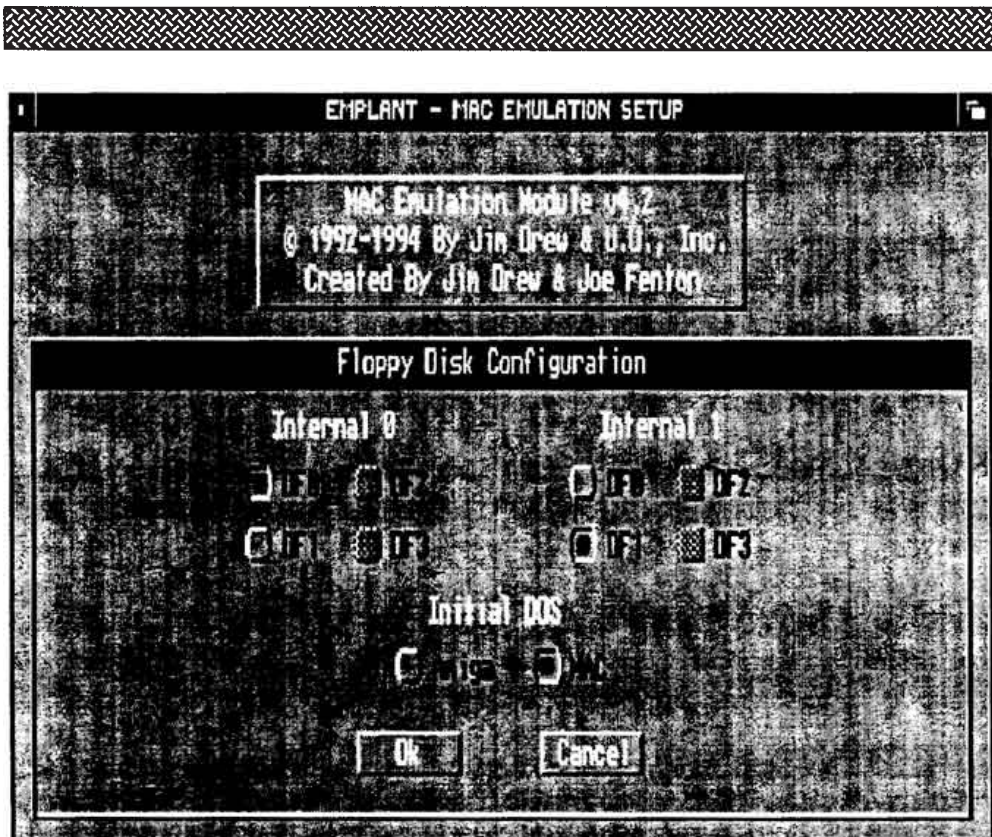 EMPLANT - MAC EMULATION SETUP
MAC Emulation Module v4.2
© 1992-1994 By Jim Drew & U.U., Inc.
Created By Jim Drew & Joe Fenton
Floppy Disk Configuration
Internal 0 Internal 1
DF0 DF2 DF0 DF2
DF1 DF3 DF1 DF3
Initial DOS
Amiga MAC
Ok Cancel